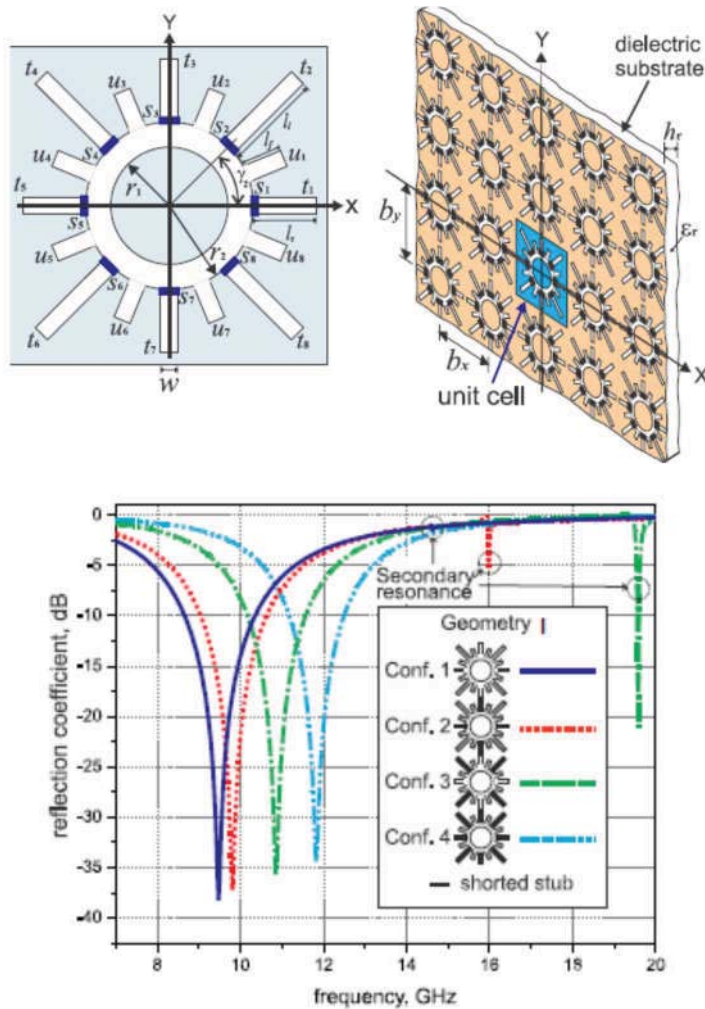 Y
t3
t4
t2
u3
u2
s3
s4
s2
li
lr
u4
u1
r1
γ2
s1
t5
t1
X
s5
lr
u5
r2
u8
s6
s8
s7
u6
u7
t6
t7
t8
w
Y
dielectric
substrate
hr
by
εr
bx
X
unit cell
0
-5
-10
-15
-20
-25
-30
-35
-40
reflection coefficient, dB
8
10
12
14
16
18
20
frequency, GHz
Secondary
resonance
Geometry I
Conf. 1
Conf. 2
Conf. 3
Conf. 4
shorted stub